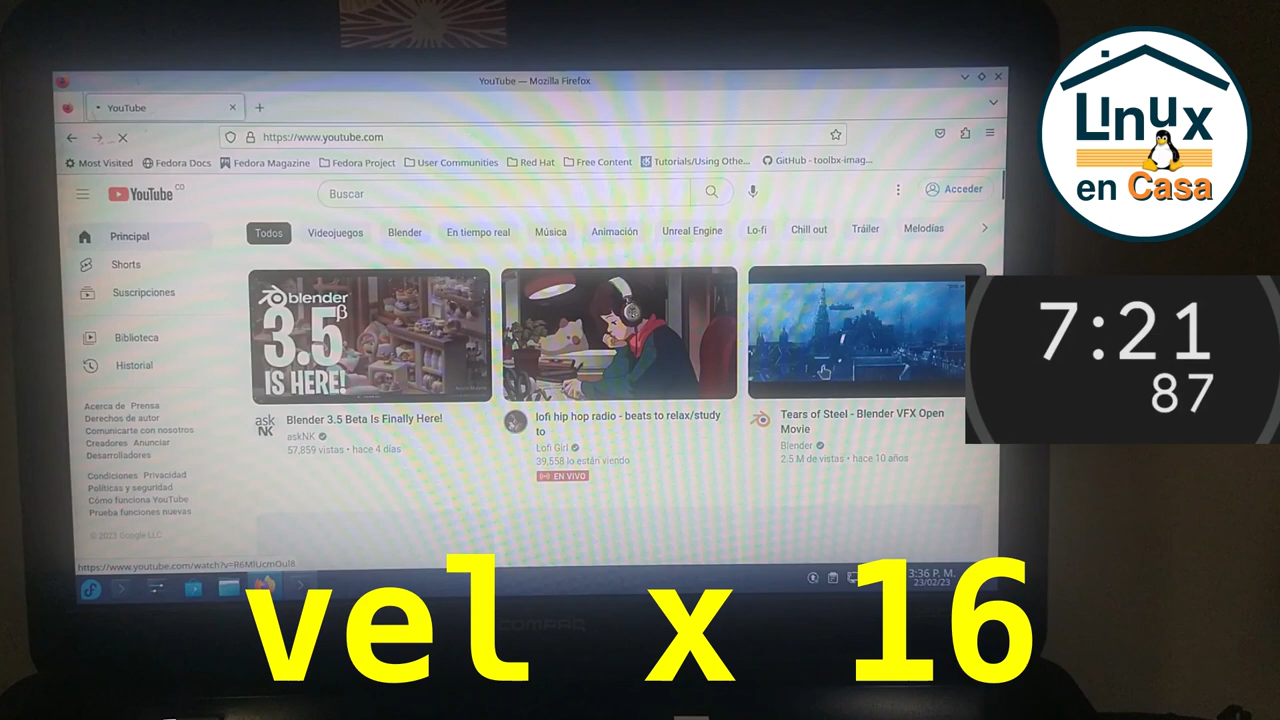 YouTube — Mozilla Firefox
YouTube
https://www.youtube.com
Most Visited Fedora Docs Fedora Magazine Fedora Project User Communities Red Hat Free Content Tutorials/Using Othe... GitHub - toolbx-imag...
YouTube CO
Buscar
Acceder
Todos Videojuegos Blender En tiempo real Música Animación Unreal Engine Lo-fi Chill out Tráiler Melodías
Principal
Shorts
Suscripciones
Biblioteca
Historial
Acerca de Prensa
Derechos de autor
Comunicarte con nosotros
Creadores Anunciar
Desarrolladores
Condiciones Privacidad
Políticas y seguridad
Cómo funciona YouTube
Prueba funciones nuevas
© 2023 Google LLC
blender
3.5β
IS HERE!
ask
NK
Blender 3.5 Beta Is Finally Here!
askNK
57,859 vistas • hace 4 días
lofi hip hop radio - beats to relax/study
to
Lofi Girl
39,558 lo están viendo
EN VIVO
Tears of Steel - Blender VFX Open
Movie
Blender
2.5 M de vistas • hace 10 años
https://www.youtube.com/watch?v=R6MlUcmOul8
3:36 P. M.
23/02/23
COMPAQ
Linux
en Casa
7:21
87
vel x 16